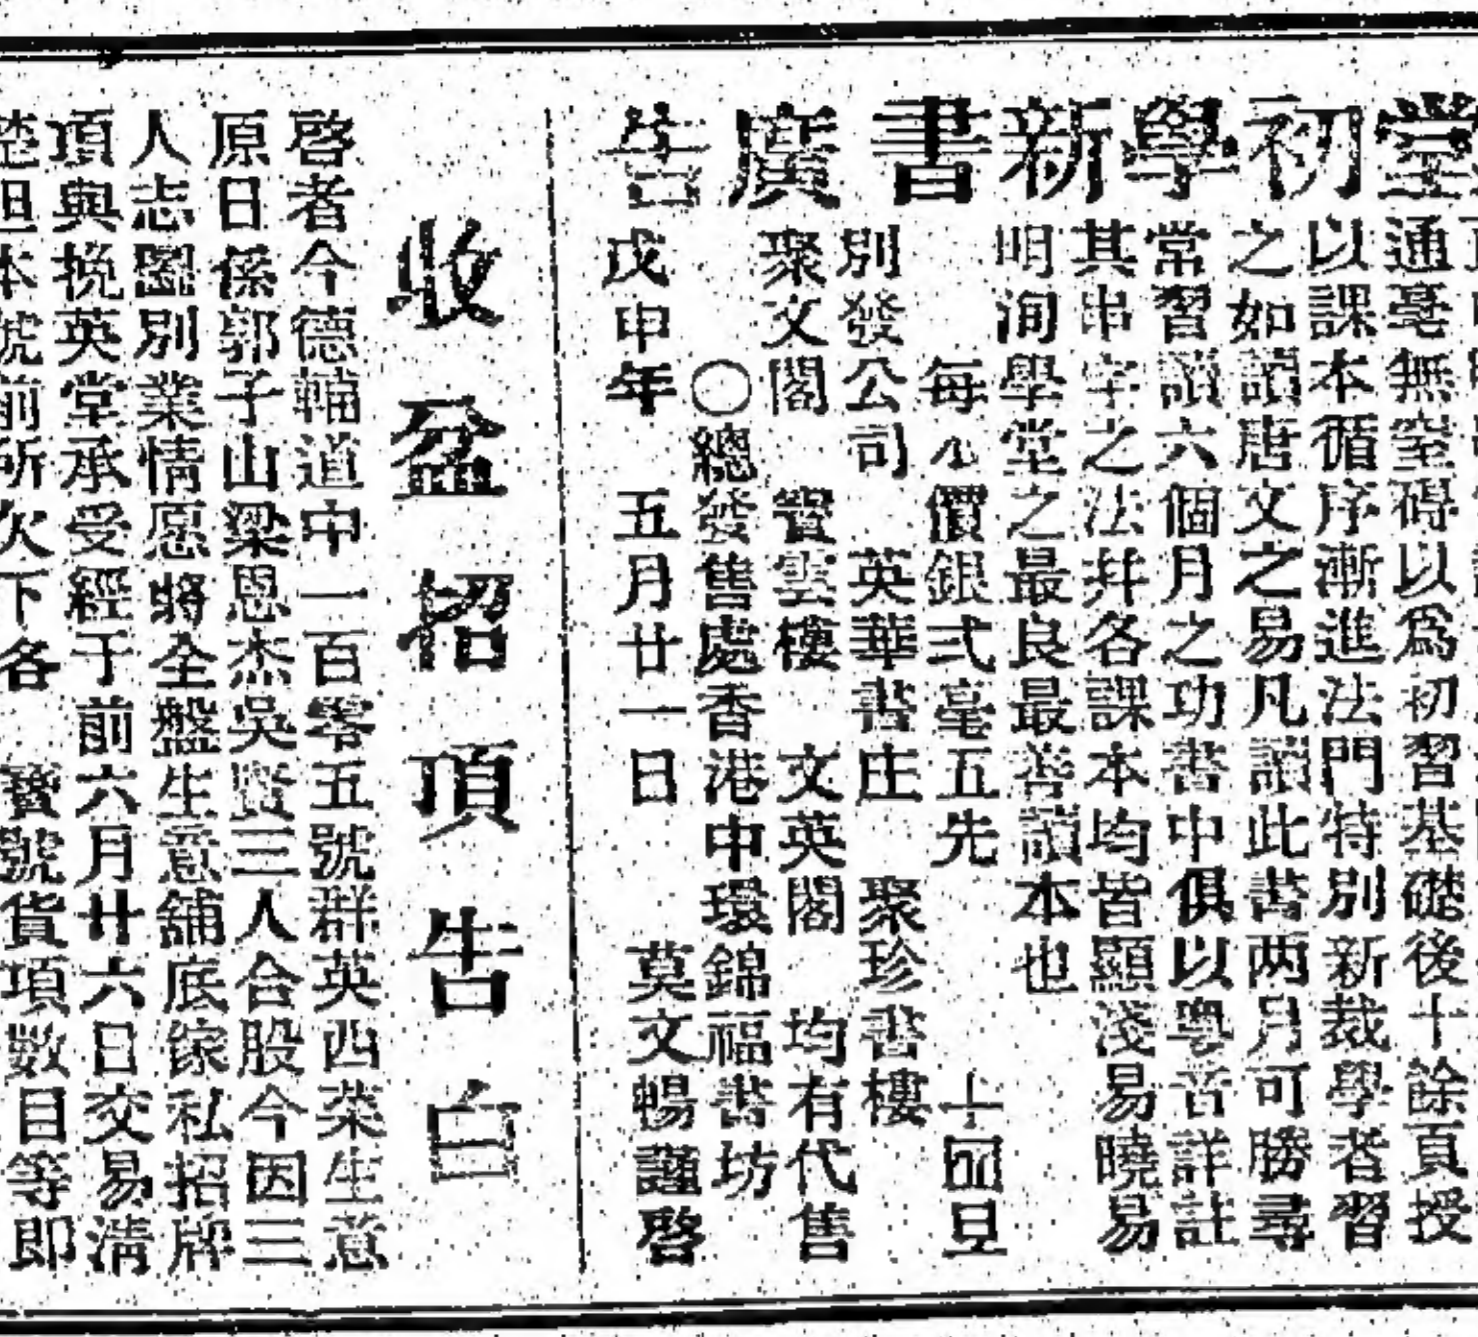 堂初學新書廣告
通毫無窒碍以爲初習基礎後十餘頁授
以課本循序漸進法門特別新裁學者習
之如讀唐文之易凡讀此書两月可勝尋
常習讀六個月之功書中俱以粤音詳註
其串字之法并各課本均皆顯淺易曉易
明洵學堂之最良最善讀本也
每 價銀弍毫五先
別發公司 英華書庄 聚珍書樓
聚文閣 雲樓 文英閣 均有代售
○總發售處香港中環錦福書坊
戊申年 五月廿一日 莫文暢謹啓
收盆招頂告白
啓者今德輔道中一百零五號群英西菜生意
原日係郭子山梁恩杰吳賢三人合股今因三
人志圖別業情愿將全盤生意舖底傢私招牌
項與挽英堂承受經于前六月廿六日交易清
楚但本號前所欠下各 寶號貨項數目等即